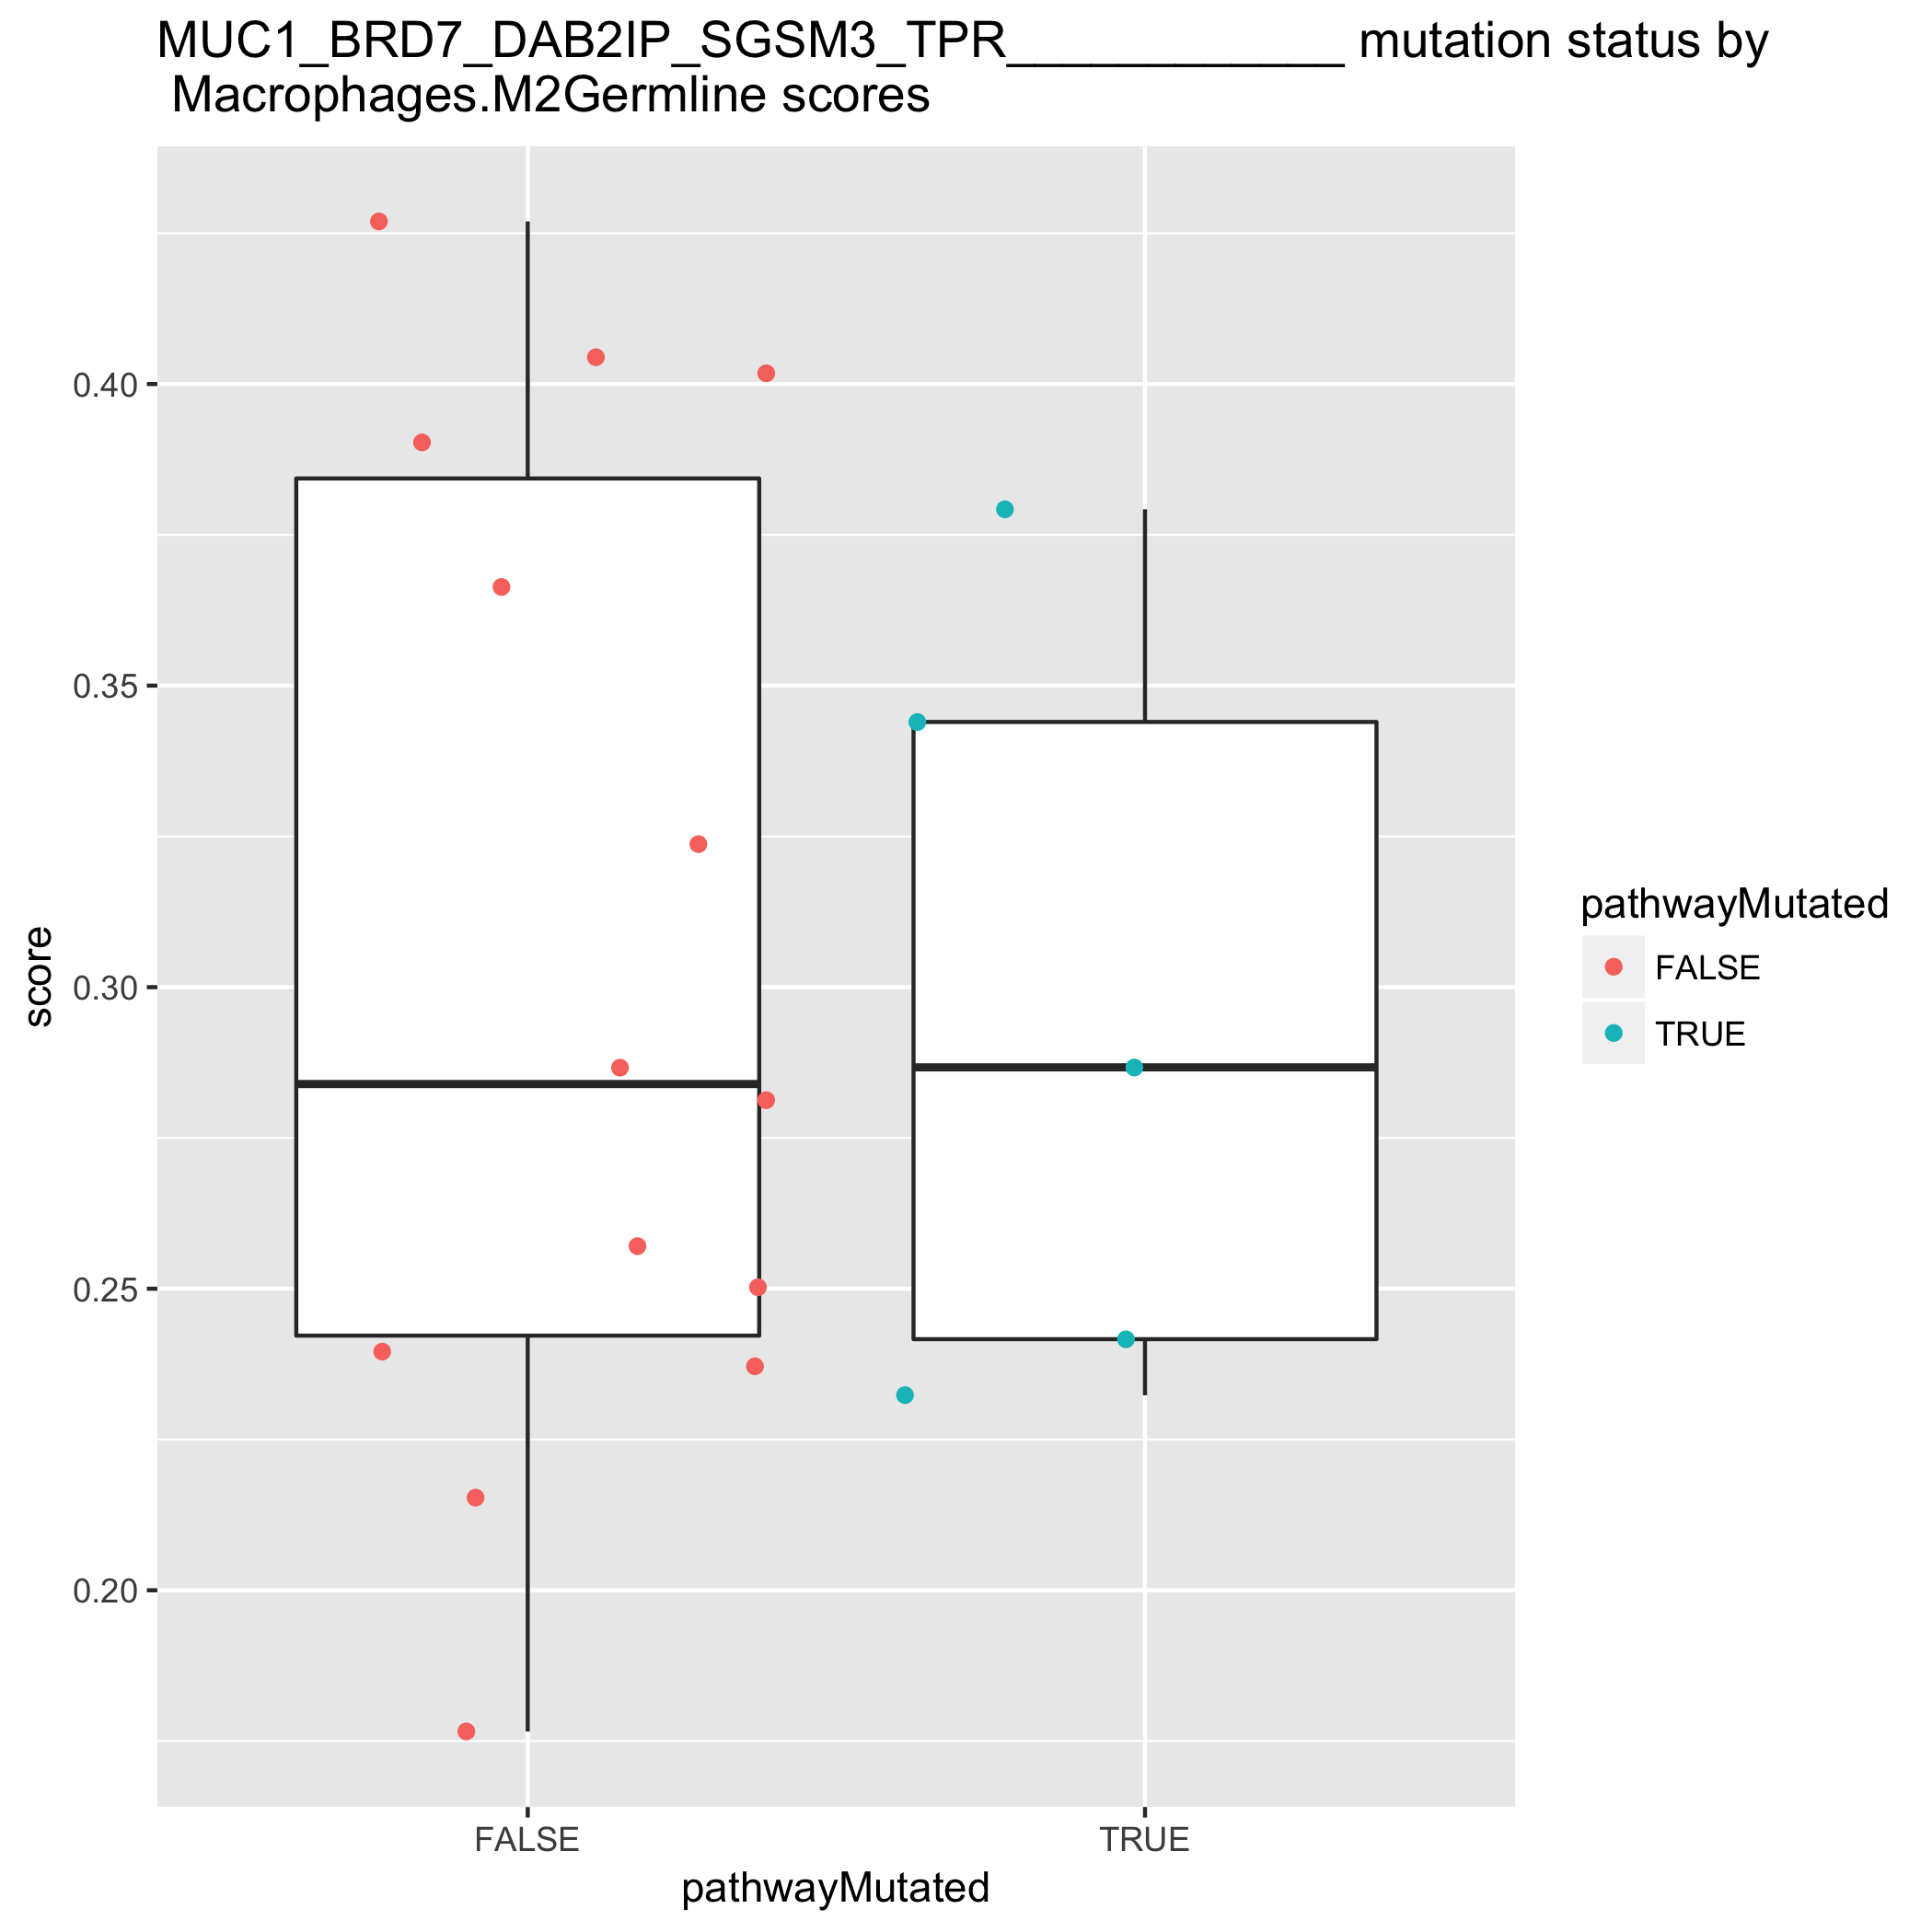 MUC1_BRD7_DAB2IP_SGSM3_TPR____________ mutation status by
Macrophages.M2Germline scores
score
0.40
0.35
0.30
0.25
0.20
FALSE
TRUE
pathwayMutated
pathwayMutated
FALSE
TRUE